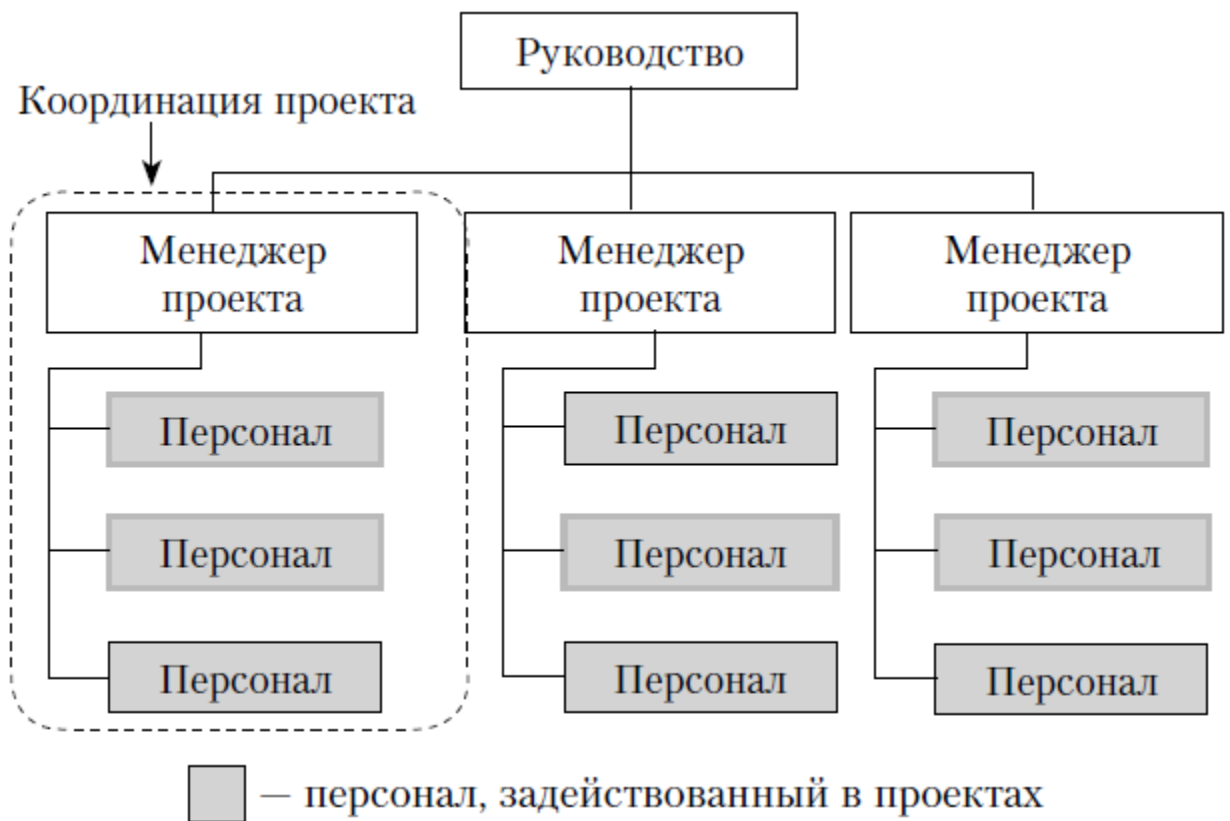 Руководство
Координация проекта
Менеджер
проекта
Менеджер
проекта
Менеджер
проекта
Персонал
Персонал
Персонал
Персонал
Персонал
Персонал
Персонал
Персонал
Персонал
— персонал, задействованный в проектах